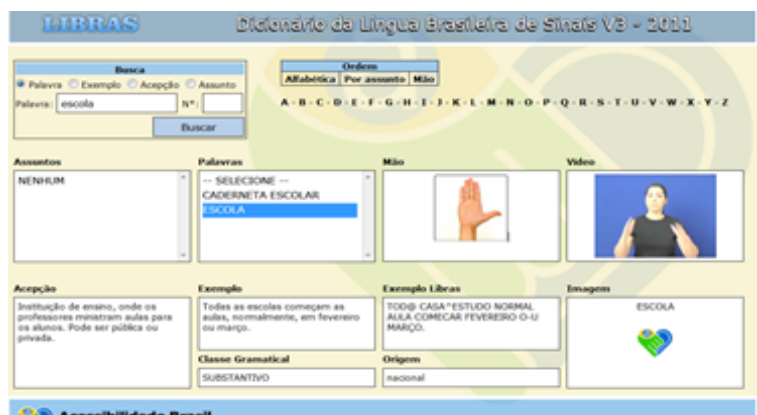 LIBRAS
Dicionário da Língua Brasileira de Sinais V3 - 2011
Busca
Palavra Exemplo Acepção Assunto
Palavra: escola Nº:
Buscar
Ordem
Alfabética Por assunto Mão
A - B - C - D - E - F - G - H - I - J - K - L - M - N - O - P - Q - R - S - T - U - V - W - X - Y - Z
Assuntos
NENHUM
Palavras
-- SELECIONE --
CADERNETA ESCOLAR
ESCOLA
Mão
Vídeo
Acepção
Instituição de ensino, onde os
professores ministram aulas para
os alunos. Pode ser pública ou
privada.
Exemplo
Todas as escolas começam as
aulas, normalmente, em fevereiro
ou março.
Exemplo Libras
TOD@ CASA^ESTUDO NORMAL
AULA COMECAR FEVEREIRO O-U
MARÇO.
Imagem
ESCOLA
Classe Gramatical
SUBSTANTIVO
Origem
nacional
Acessibilidade Brasil